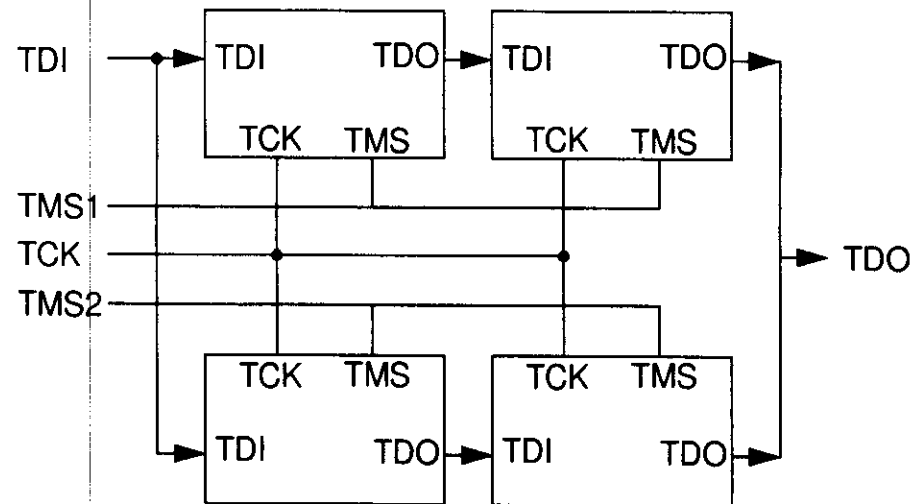 TDI TDI TDO TDI TDO
TCK TMS TCK TMS
TMS1
TCK TDO
TMS2
TCK TMS TCK TMS
TDI TDO TDI TDO